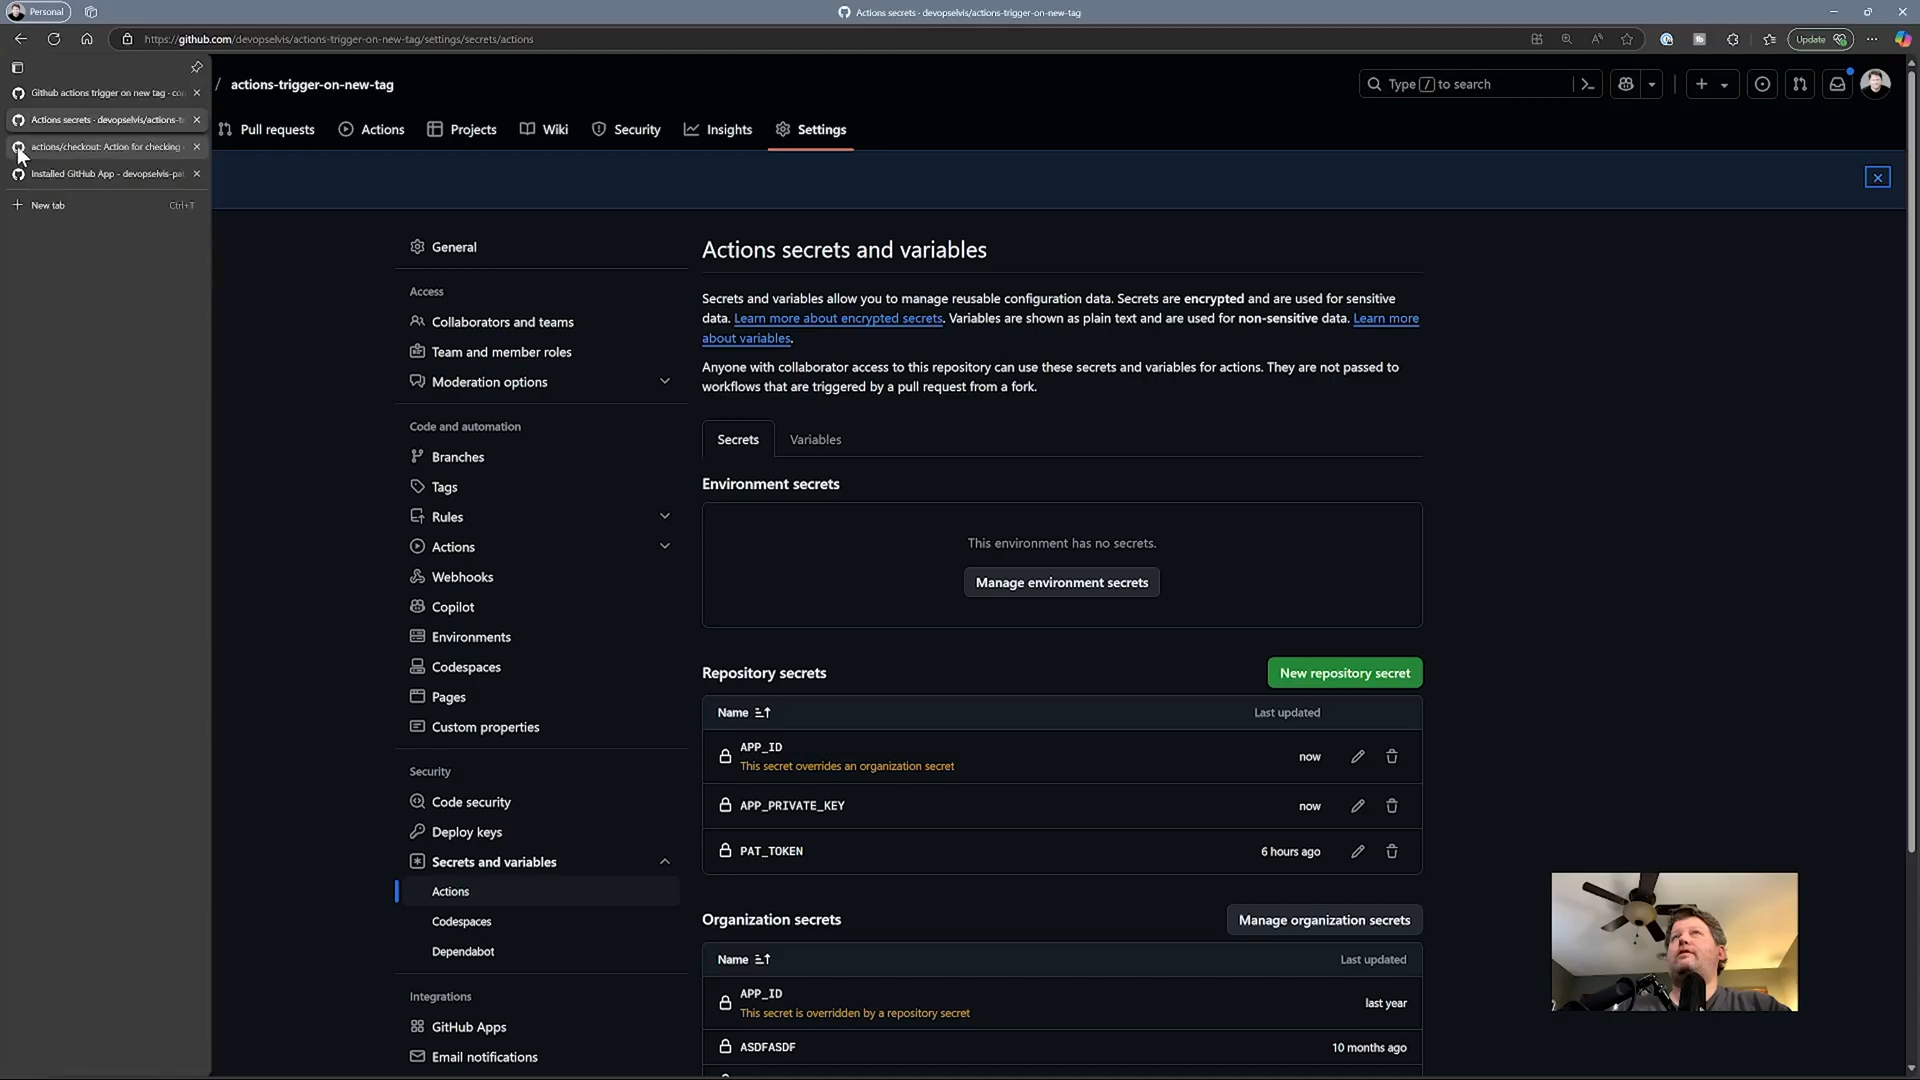 Personal
Actions secrets - devopselvis/actions-trigger-on-new-tag
https://github.com/devopselvis/actions-trigger-on-new-tag/settings/secrets/actions
Update
Github actions trigger on new tag - co
Actions secrets - devopselvis/actions-t
actions/checkout: Action for checking
Installed GitHub App - devopselvis-pa
New tab
Ctrl+T
/ actions-trigger-on-new-tag
Type / to search
Pull requests
Actions
Projects
Wiki
Security
Insights
Settings
General
Access
Collaborators and teams
Team and member roles
Moderation options
Code and automation
Branches
Tags
Rules
Actions
Webhooks
Copilot
Environments
Codespaces
Pages
Custom properties
Security
Code security
Deploy keys
Secrets and variables
Actions
Codespaces
Dependabot
Integrations
GitHub Apps
Email notifications
Actions secrets and variables
Secrets and variables allow you to manage reusable configuration data. Secrets are encrypted and are used for sensitive
data. Learn more about encrypted secrets. Variables are shown as plain text and are used for non-sensitive data. Learn more
about variables.
Anyone with collaborator access to this repository can use these secrets and variables for actions. They are not passed to
workflows that are triggered by a pull request from a fork.
Secrets
Variables
Environment secrets
This environment has no secrets.
Manage environment secrets
Repository secrets
New repository secret
Name
Last updated
APP_ID
This secret overrides an organization secret
now
APP_PRIVATE_KEY
now
PAT_TOKEN
6 hours ago
Organization secrets
Manage organization secrets
Name
Last updated
APP_ID
This secret is overridden by a repository secret
last year
ASDFASDF
10 months ago